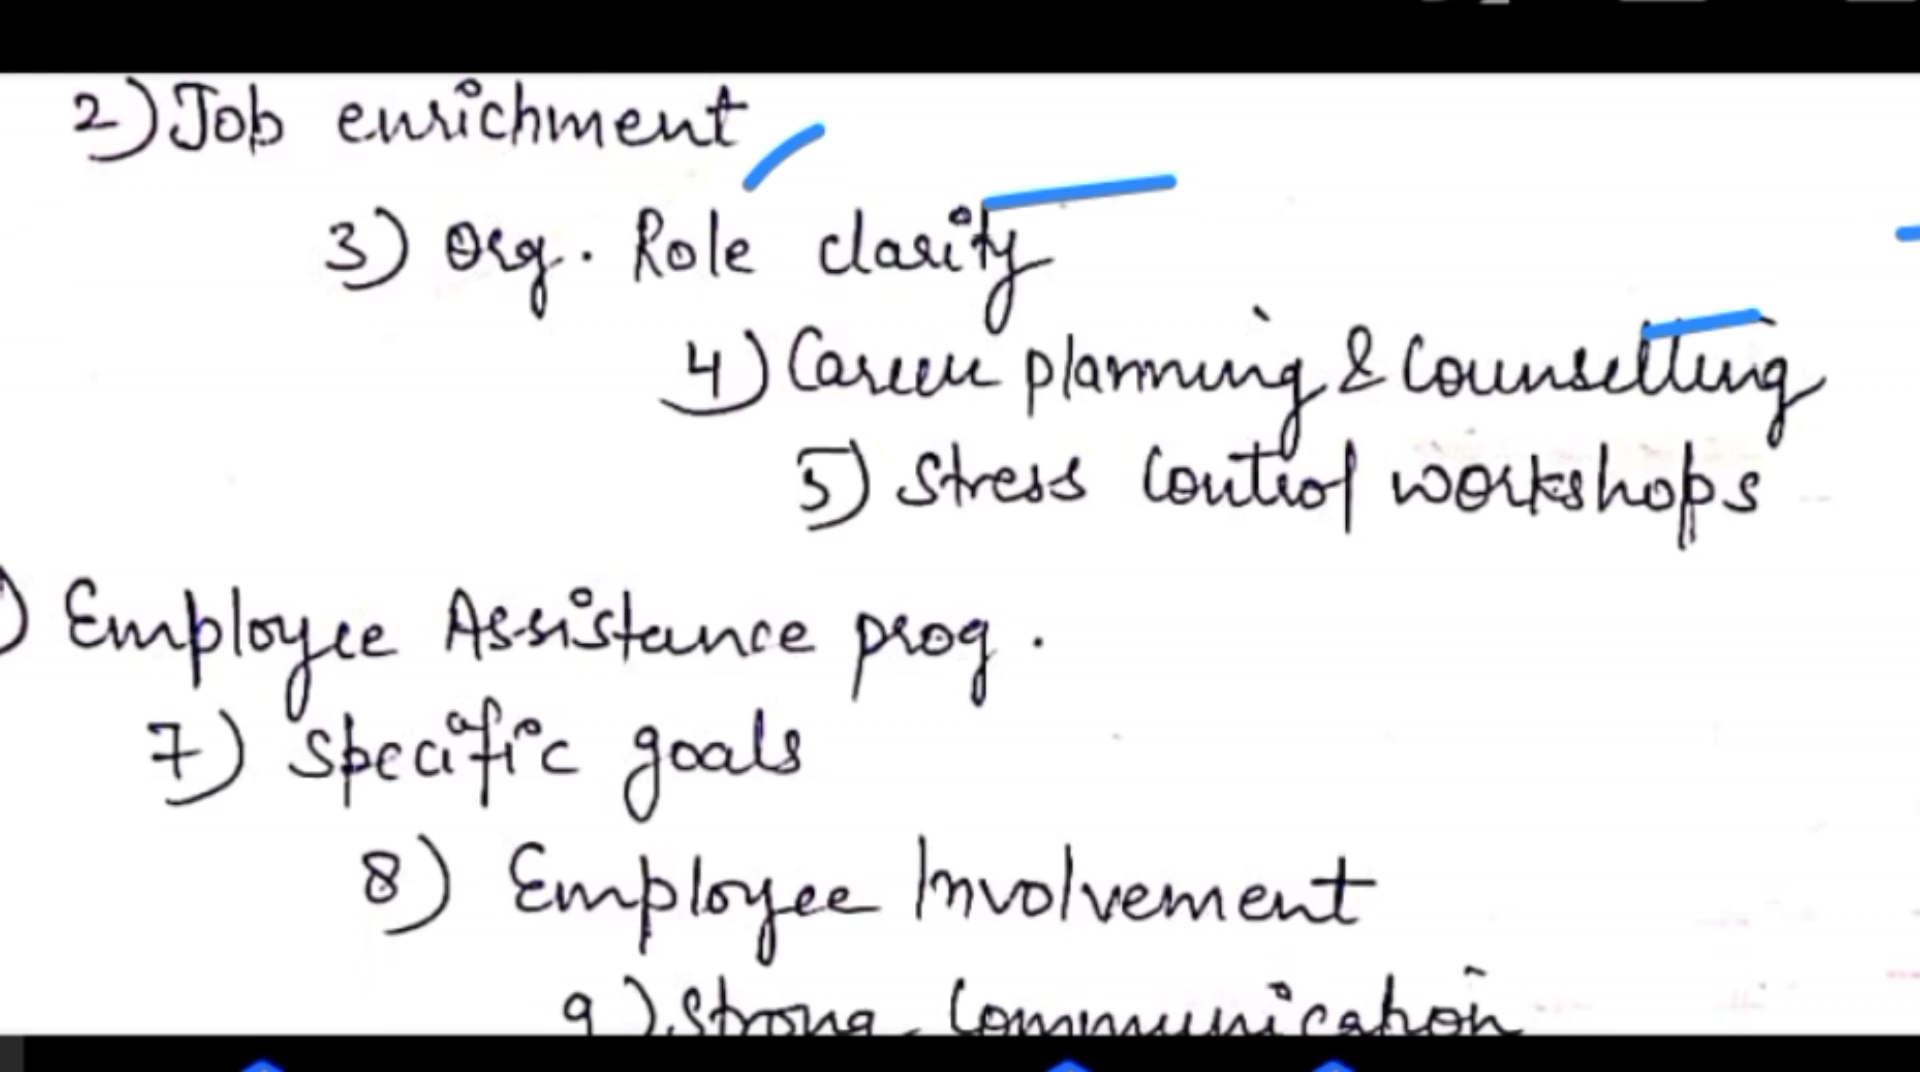 2) Job enrichment
3) Org. Role clarity
4) Career planning & Counselling
5) Stress Control workshops
) Employee Assistance prog.
7) Specific goals
8) Employee Involvement
9) Strong Communication